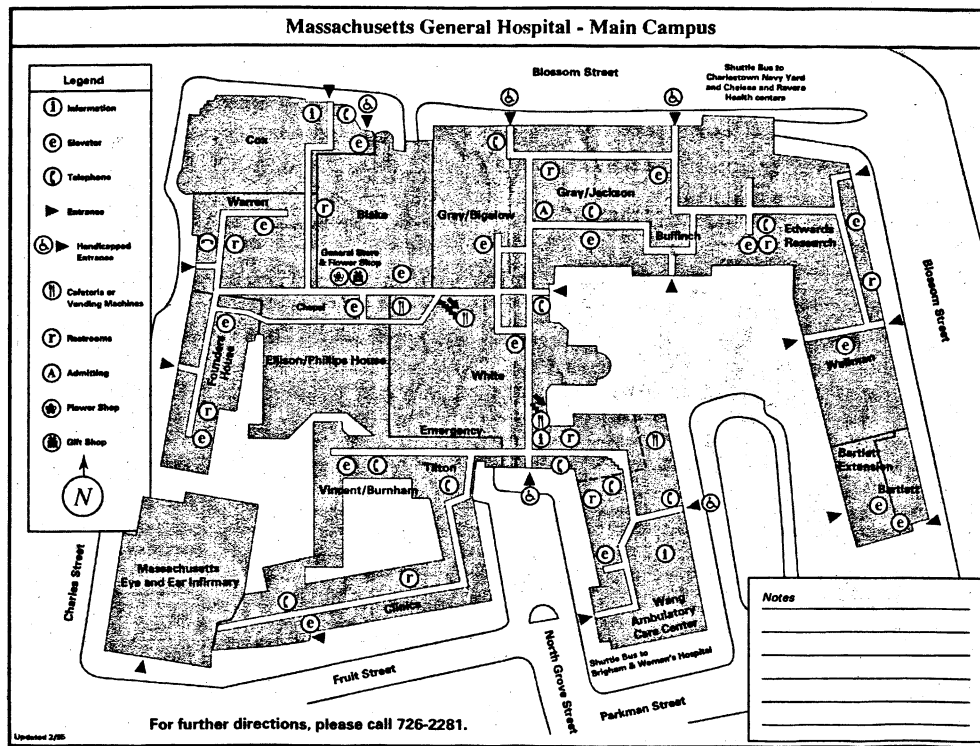 Massachusetts General Hospital - Main Campus
Legend
i Information
e Elevator
Telephone
Entrance
Handicapped
Entrance
Cafeteria or
Vending Machines
r Restrooms
A Admitting
Flower Shop
Gift Shop
N
Blossom Street
Shuttle Bus to
Charlestown Navy Yard
and Chelsea and Revere
Health centers
Cox
i
e
Warren
r
Blake
Gray/Bigelow
r
e
Gray/Jackson
A
e
Bulfinch
e
r
Edwards
Research
e
r
Blossom Street
e
r
General Store
& Flower Shop
e
e
Chapel
e
e
Founders
House
r
e
Ellison/Phillips House
White
e
e
Wellman
Emergency
i
r
Tilton
e
Vincent/Burnham
r
e
i
Bartlett
Extension
Bartlett
e
e
Charles Street
Massachusetts
Eye and Ear Infirmary
r
Clinics
e
Wang
Ambulatory
Care Center
Shuttle Bus to
Brigham & Women's Hospital
Fruit Street
North Grove Street
Parkman Street
Notes
For further directions, please call 726-2281.
Updated 2/95